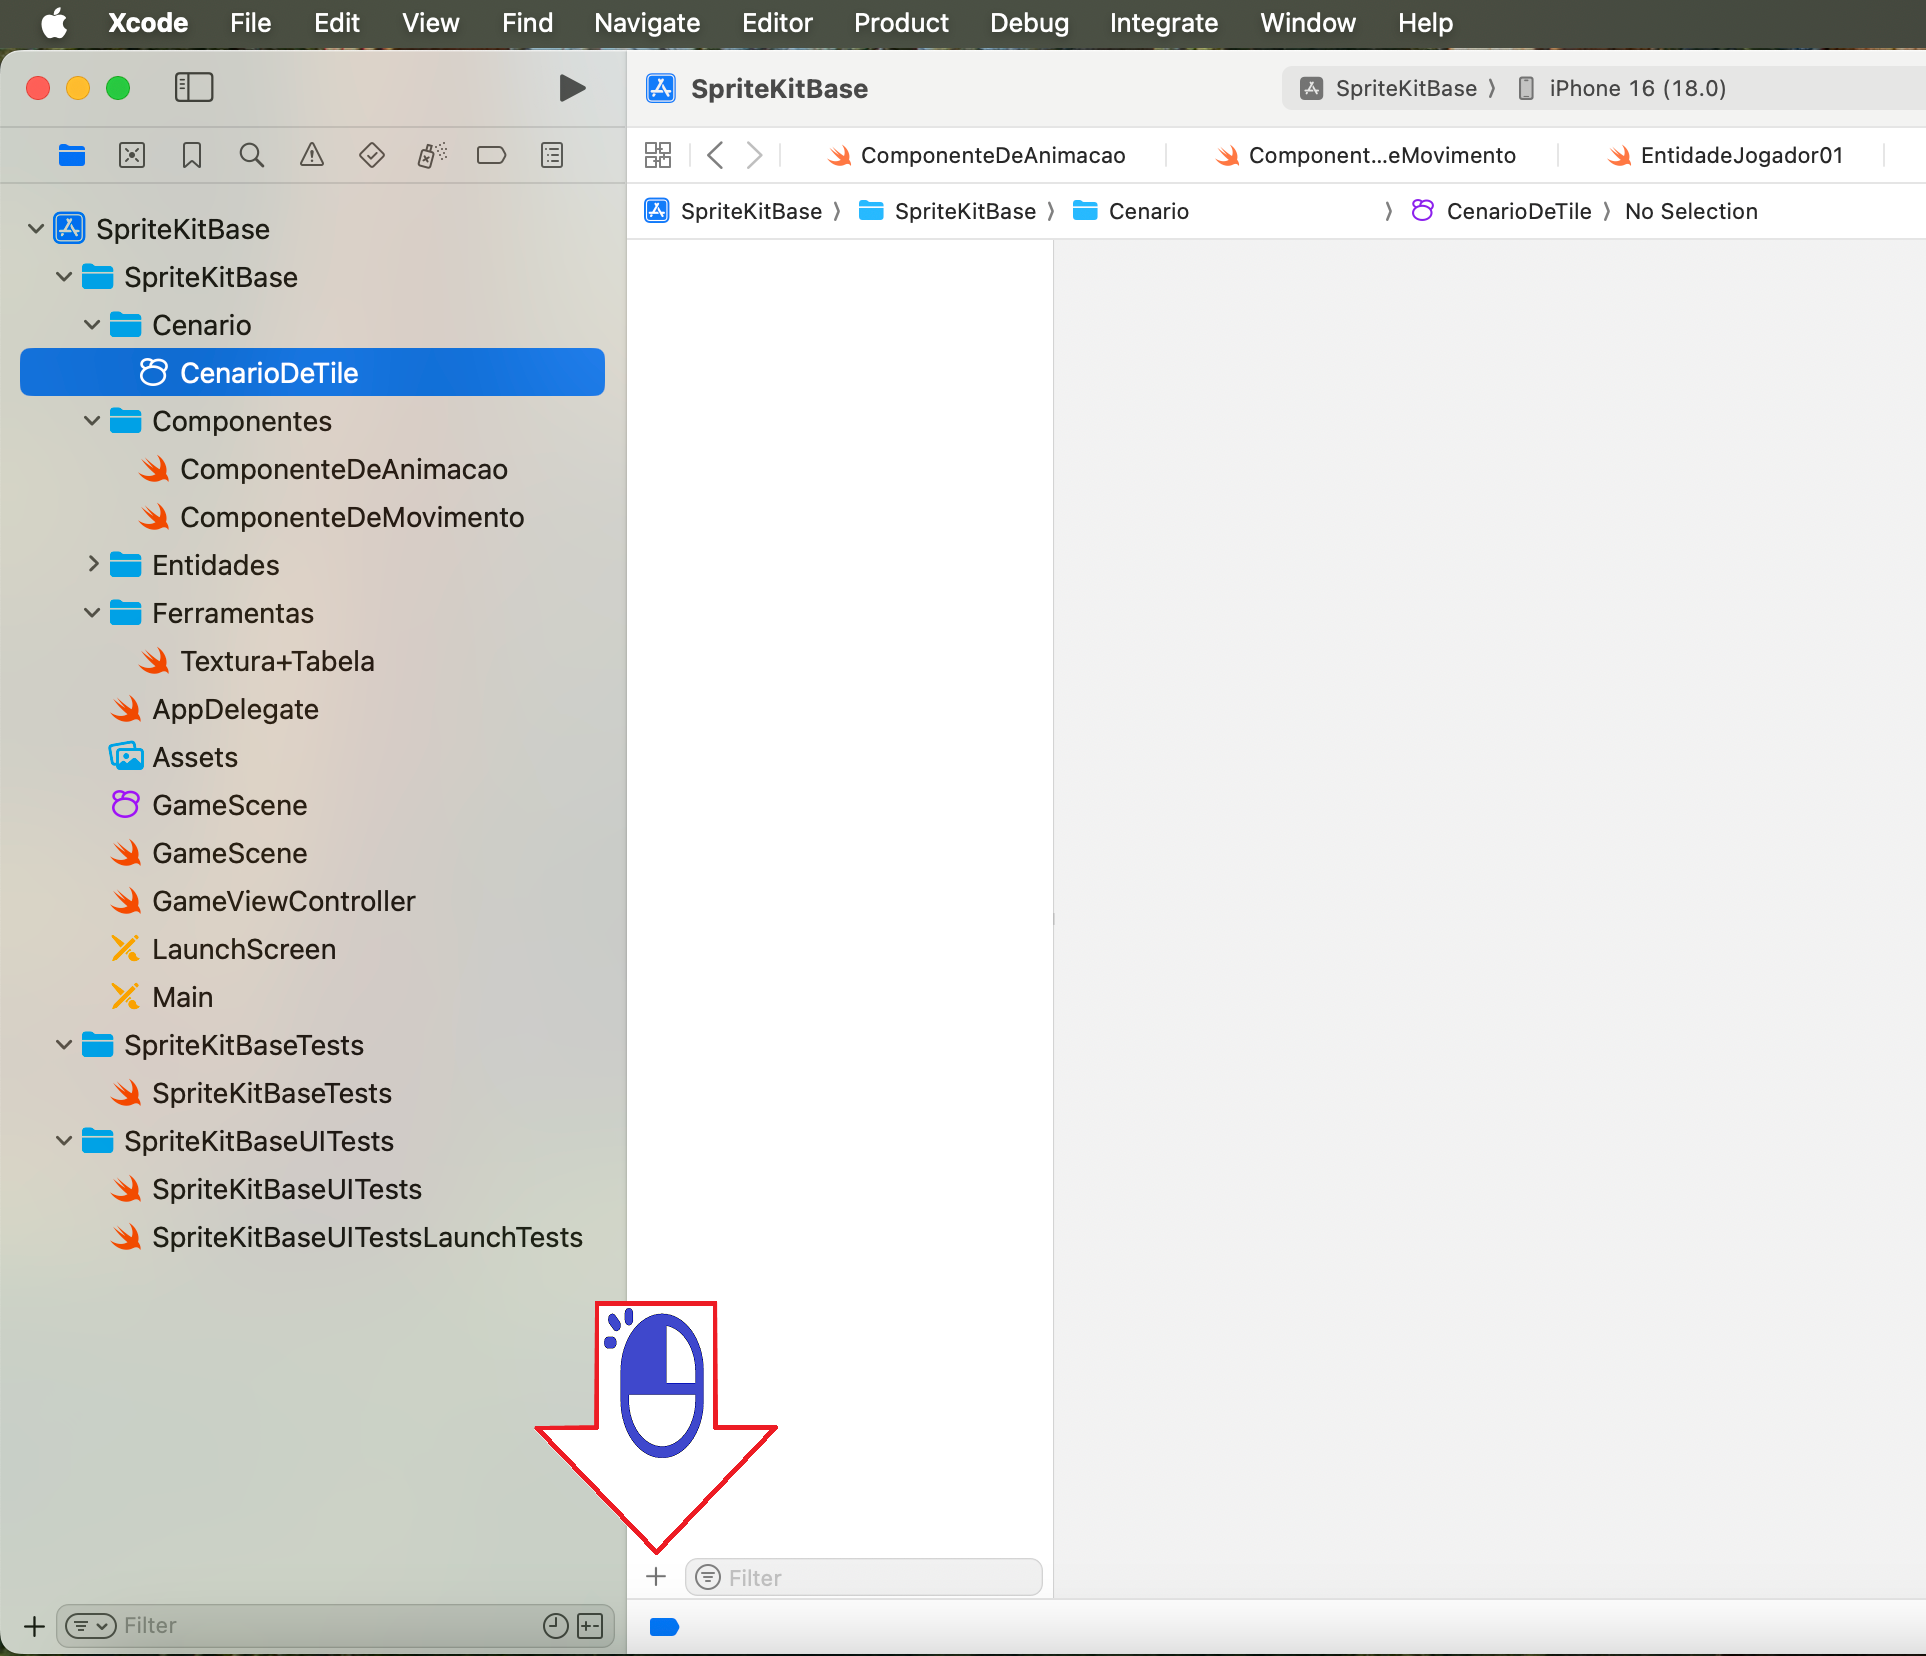 Xcode File Edit View Find Navigate Editor Product Debug Integrate Window Help
SpriteKitBase
SpriteKitBase 〉 iPhone 16 (18.0)
ComponenteDeAnimacao
Component...eMovimento
EntidadeJogador01
SpriteKitBase 〉 SpriteKitBase 〉 Cenario 〉 CenarioDeTile 〉 No Selection
SpriteKitBase
SpriteKitBase
Cenario
CenarioDeTile
Componentes
ComponenteDeAnimacao
ComponenteDeMovimento
Entidades
Ferramentas
Textura+Tabela
AppDelegate
Assets
GameScene
GameScene
GameViewController
LaunchScreen
Main
SpriteKitBaseTests
SpriteKitBaseTests
SpriteKitBaseUITests
SpriteKitBaseUITests
SpriteKitBaseUITestsLaunchTests
Filter
Filter